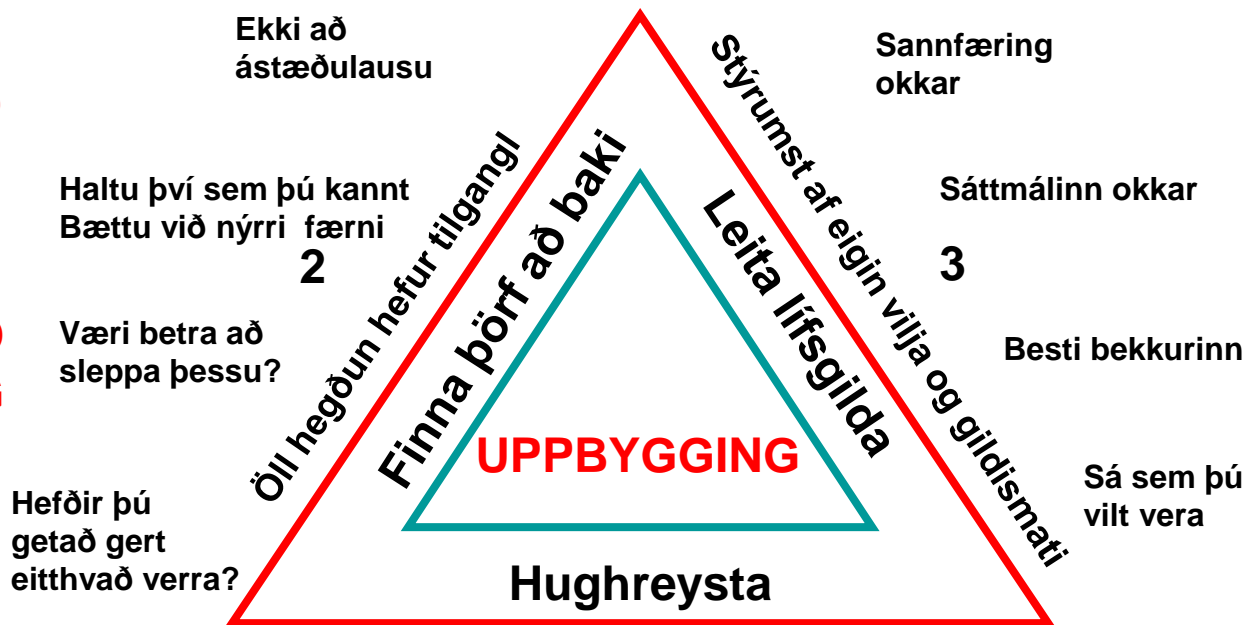 Ekki að
ástæðulausu
Haltu því sem þú kannt
Bættu við nýrri færni
2
Væri betra að
sleppa þessu?
Hefðir þú
getað gert
eitthvað verra?
Öll hegðun hefur tilgangl
Finna þörf að baki
UPPBYGGING
Hughreysta
Leita lífsgilda
Stýrumst af eigin vilja og gildismati
Sannfæring
okkar
Sáttmálinn okkar
3
Besti bekkurinn
Sá sem þú
vilt vera